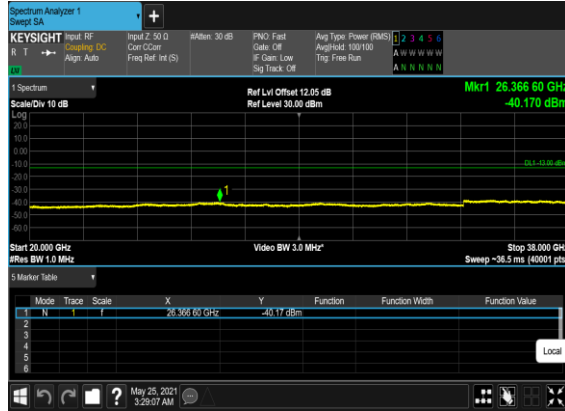 Spectrum Analyzer 1
Swept SA
KEYSIGHT Input: RF Input Z: 50 Ω #Atten: 30 dB PNO: Fast Avg Type: Power (RMS) 1 2 3 4 5 6
R T Coupling: DC Corr CCorr Gate: Off Avg|Hold: 100/100 A W W W W W
Align: Auto Freq Ref: Int (S) IF Gain: Low Trig: Free Run
LV Sig Track: Off A N N N N N
1 Spectrum Ref Lvl Offset 12.05 dB Mkr1 26.366 60 GHz
Scale/Div 10 dB Ref Level 30.00 dBm -40.170 dBm
Log
20.0
10.0
0.00
-10.0 DL1 -13.00 dBm
-20.0
-30.0
1
-40.0
-50.0
-60.0
Start 20.000 GHz Video BW 3.0 MHz* Stop 38.000 GHz
#Res BW 1.0 MHz Sweep ~36.5 ms (40001 pts)
5 Marker Table
Mode Trace Scale X Y Function Function Width Function Value
1 N 1 f 26.366 60 GHz -40.17 dBm
2
3
4
5
6
Local
? May 25, 2021
3:29:07 AM